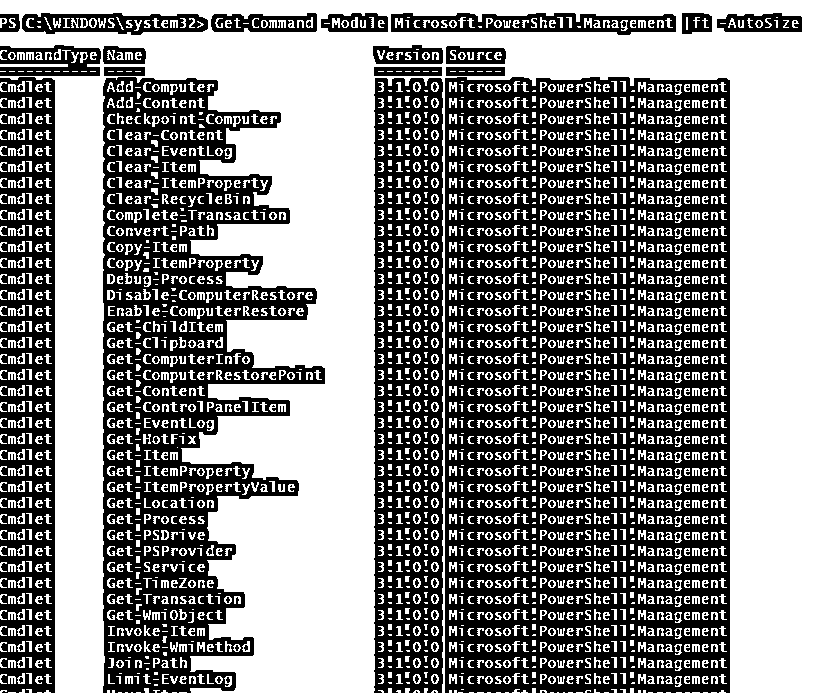 PS C:\WINDOWS\system32> Get-Command -Module Microsoft.PowerShell.Management |ft -AutoSize
CommandType Name Version Source
----------- ---- ------- ------
Cmdlet Add-Computer 3.1.0.0 Microsoft.PowerShell.Management
Cmdlet Add-Content 3.1.0.0 Microsoft.PowerShell.Management
Cmdlet Checkpoint-Computer 3.1.0.0 Microsoft.PowerShell.Management
Cmdlet Clear-Content 3.1.0.0 Microsoft.PowerShell.Management
Cmdlet Clear-EventLog 3.1.0.0 Microsoft.PowerShell.Management
Cmdlet Clear-Item 3.1.0.0 Microsoft.PowerShell.Management
Cmdlet Clear-ItemProperty 3.1.0.0 Microsoft.PowerShell.Management
Cmdlet Clear-RecycleBin 3.1.0.0 Microsoft.PowerShell.Management
Cmdlet Complete-Transaction 3.1.0.0 Microsoft.PowerShell.Management
Cmdlet Convert-Path 3.1.0.0 Microsoft.PowerShell.Management
Cmdlet Copy-Item 3.1.0.0 Microsoft.PowerShell.Management
Cmdlet Copy-ItemProperty 3.1.0.0 Microsoft.PowerShell.Management
Cmdlet Debug-Process 3.1.0.0 Microsoft.PowerShell.Management
Cmdlet Disable-ComputerRestore 3.1.0.0 Microsoft.PowerShell.Management
Cmdlet Enable-ComputerRestore 3.1.0.0 Microsoft.PowerShell.Management
Cmdlet Get-ChildItem 3.1.0.0 Microsoft.PowerShell.Management
Cmdlet Get-Clipboard 3.1.0.0 Microsoft.PowerShell.Management
Cmdlet Get-ComputerInfo 3.1.0.0 Microsoft.PowerShell.Management
Cmdlet Get-ComputerRestorePoint 3.1.0.0 Microsoft.PowerShell.Management
Cmdlet Get-Content 3.1.0.0 Microsoft.PowerShell.Management
Cmdlet Get-ControlPanelItem 3.1.0.0 Microsoft.PowerShell.Management
Cmdlet Get-EventLog 3.1.0.0 Microsoft.PowerShell.Management
Cmdlet Get-HotFix 3.1.0.0 Microsoft.PowerShell.Management
Cmdlet Get-Item 3.1.0.0 Microsoft.PowerShell.Management
Cmdlet Get-ItemProperty 3.1.0.0 Microsoft.PowerShell.Management
Cmdlet Get-ItemPropertyValue 3.1.0.0 Microsoft.PowerShell.Management
Cmdlet Get-Location 3.1.0.0 Microsoft.PowerShell.Management
Cmdlet Get-Process 3.1.0.0 Microsoft.PowerShell.Management
Cmdlet Get-PSDrive 3.1.0.0 Microsoft.PowerShell.Management
Cmdlet Get-PSProvider 3.1.0.0 Microsoft.PowerShell.Management
Cmdlet Get-Service 3.1.0.0 Microsoft.PowerShell.Management
Cmdlet Get-TimeZone 3.1.0.0 Microsoft.PowerShell.Management
Cmdlet Get-Transaction 3.1.0.0 Microsoft.PowerShell.Management
Cmdlet Get-WmiObject 3.1.0.0 Microsoft.PowerShell.Management
Cmdlet Invoke-Item 3.1.0.0 Microsoft.PowerShell.Management
Cmdlet Invoke-WmiMethod 3.1.0.0 Microsoft.PowerShell.Management
Cmdlet Join-Path 3.1.0.0 Microsoft.PowerShell.Management
Cmdlet Limit-EventLog 3.1.0.0 Microsoft.PowerShell.Management